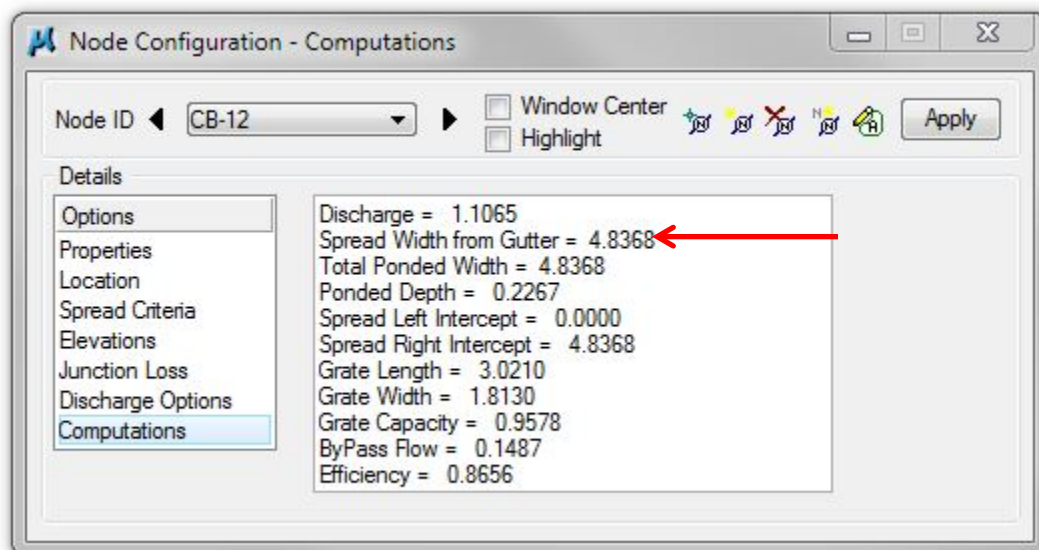 Node Configuration - Computations
Node ID CB-12 Window Center Apply
Highlight
Details
Options
Properties
Location
Spread Criteria
Elevations
Junction Loss
Discharge Options
Computations
Discharge = 1.1065
Spread Width from Gutter = 4.8368
Total Ponded Width = 4.8368
Ponded Depth = 0.2267
Spread Left Intercept = 0.0000
Spread Right Intercept = 4.8368
Grate Length = 3.0210
Grate Width = 1.8130
Grate Capacity = 0.9578
ByPass Flow = 0.1487
Efficiency = 0.8656